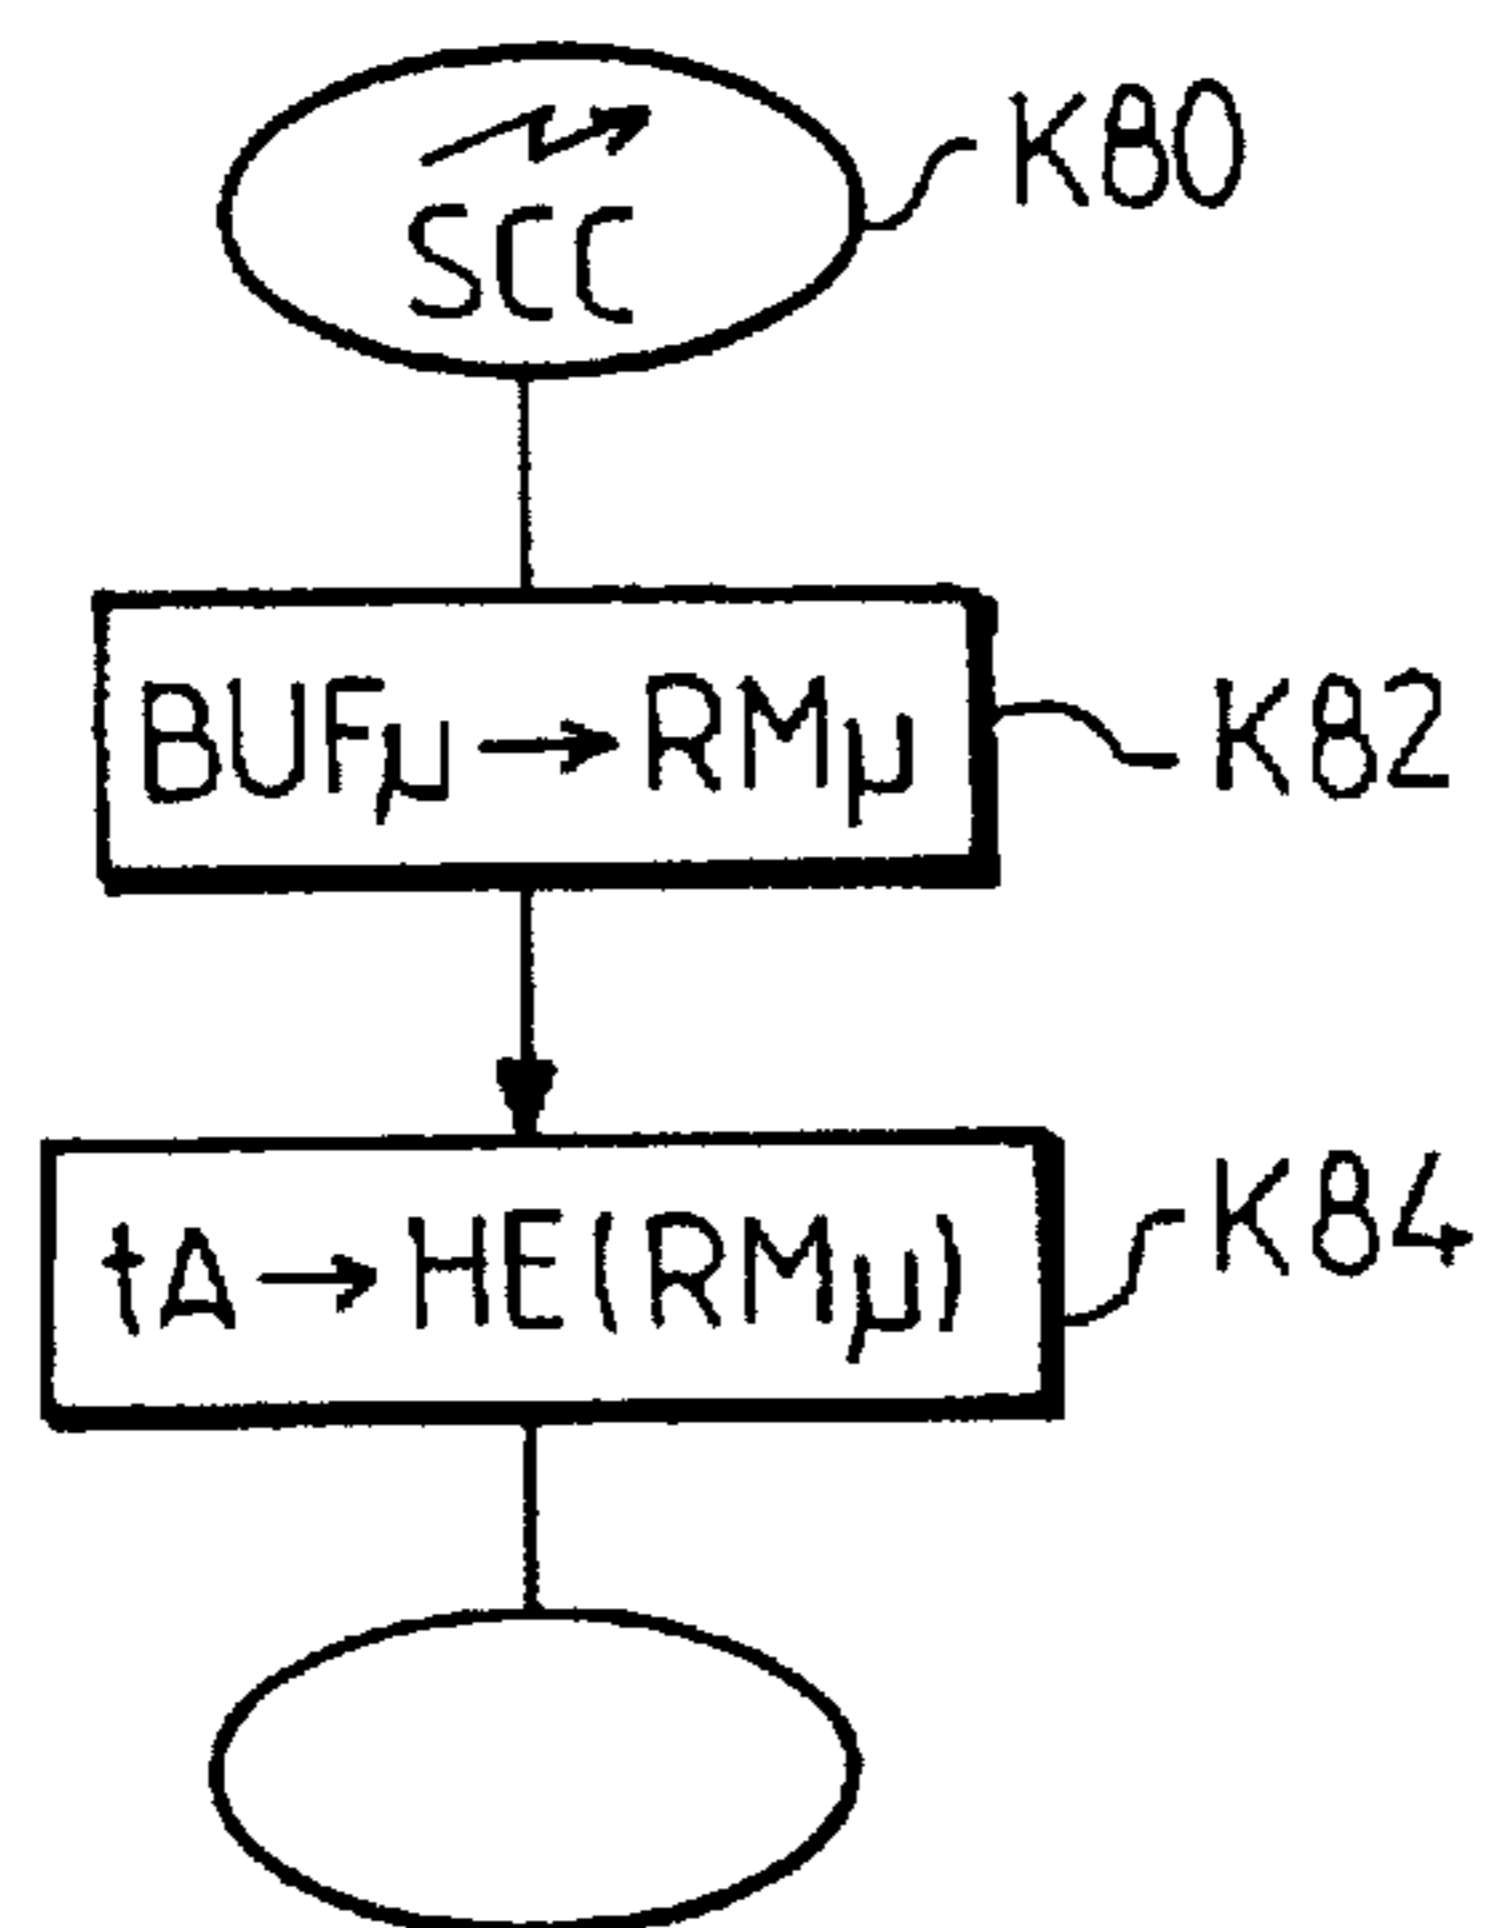 SCC
K80
BUFμ → RMμ
K82
tA → HE(RMμ)
K84